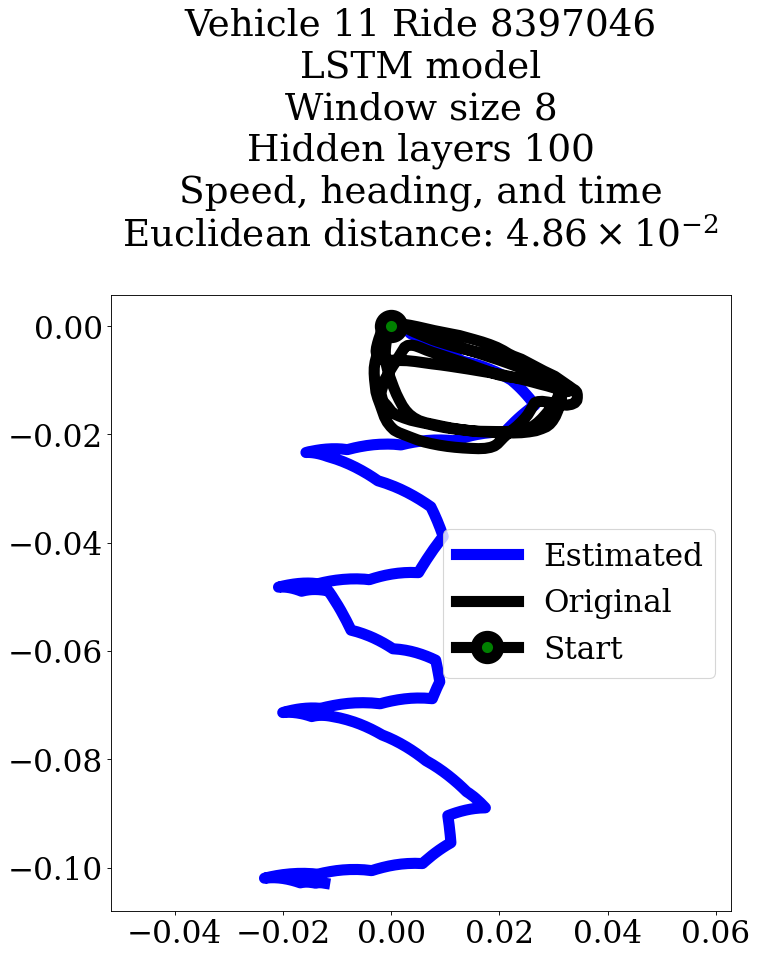 Vehicle 11 Ride 8397046
LSTM model
Window size 8
Hidden layers 100
Speed, heading, and time
Euclidean distance: 4.86 × 10⁻²
0.00
−0.02
−0.04
−0.06
−0.08
−0.10
Estimated
Original
Start
−0.04 −0.02 0.00 0.02 0.04 0.06